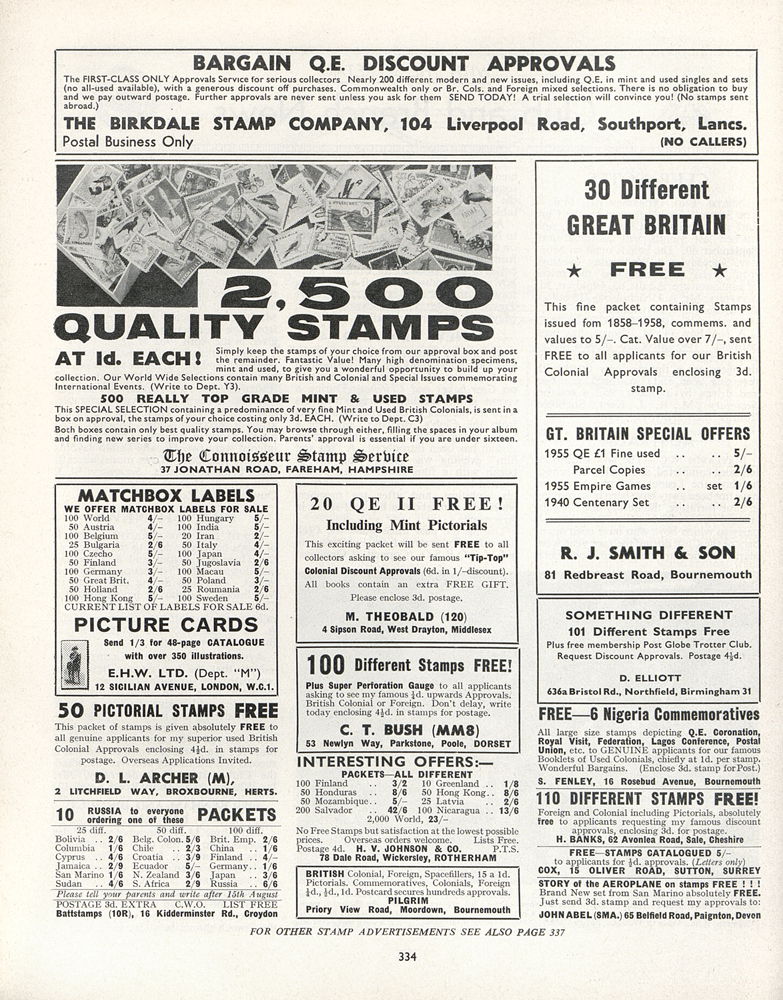 BARGAIN Q.E. DISCOUNT APPROVALS
The FIRST-CLASS ONLY Approvals Service for serious collectors Nearly 200 different modern and new issues, including Q.E. in mint and used singles and sets
(no all-used available), with a generous discount off purchases. Commonwealth only or Br. Cols. and Foreign mixed selections. There is no obligation to buy
and we pay outward postage. Further approvals are never sent unless you ask for them SEND TODAY! A trial selection will convince you! (No stamps sent
abroad.)
THE BIRKDALE STAMP COMPANY, 104 Liverpool Road, Southport, Lancs.
Postal Business Only (NO CALLERS)
2,500
QUALITY STAMPS
AT 1d. EACH!
Simply keep the stamps of your choice from our approval box and post
the remainder. Fantastic Value! Many high denomination specimens,
mint and used, to give you a wonderful opportunity to build up your
collection. Our World Wide Selections contain many British and Colonial and Special Issues commemorating
International Events. (Write to Dept. Y3).
500 REALLY TOP GRADE MINT & USED STAMPS
This SPECIAL SELECTION containing a predominance of very fine Mint and Used British Colonials, is sent in a
box on approval, the stamps of your choice costing only 3d. EACH. (Write to Dept. C3)
Both boxes contain only best quality stamps. You may browse through either, filling the spaces in your album
and finding new series to improve your collection. Parents' approval is essential if you are under sixteen.
The Connoisseur Stamp Service
37 JONATHAN ROAD, FAREHAM, HAMPSHIRE
30 Different
GREAT BRITAIN
★ FREE ★
This fine packet containing Stamps
issued fom 1858–1958, commems. and
values to 5/–. Cat. Value over 7/–, sent
FREE to all applicants for our British
Colonial Approvals enclosing 3d.
stamp.
GT. BRITAIN SPECIAL OFFERS
1955 QE £1 Fine used .. .. 5/–
Parcel Copies .. .. 2/6
1955 Empire Games .. set 1/6
1940 Centenary Set .. .. 2/6
R. J. SMITH & SON
81 Redbreast Road, Bournemouth
MATCHBOX LABELS
WE OFFER MATCHBOX LABELS FOR SALE
100 World 4/– 100 Hungary 5/–
50 Austria 4/– 100 India 5/–
100 Belgium 5/– 20 Iran 2/–
25 Bulgaria 2/6 50 Italy 4/–
100 Czecho 5/– 100 Japan 4/–
50 Finland 3/– 50 Jugoslavia 2/6
100 Germany 3/– 100 Macau 5/–
50 Great Brit. 4/– 50 Poland 3/–
50 Holland 2/6 25 Roumania 2/6
100 Hong Kong 5/– 100 Sweden 5/–
CURRENT LIST OF LABELS FOR SALE 6d.
PICTURE CARDS
Send 1/3 for 48-page CATALOGUE
with over 350 illustrations.
E.H.W. LTD. (Dept. "M")
12 SICILIAN AVENUE, LONDON, W.C.1.
50 PICTORIAL STAMPS FREE
This packet of stamps is given absolutely FREE to
all genuine applicants for my superior used British
Colonial Approvals enclosing 4½d. in stamps for
postage. Overseas Applications Invited.
D. L. ARCHER (M),
2 LITCHFIELD WAY, BROXBOURNE, HERTS.
10 RUSSIA to everyone ordering one of these PACKETS
25 diff. 50 diff. 100 diff.
Bolivia .. 2/6 Belg. Colon. 5/6 Brit. Emp. 2/6
Columbia 1/6 Chile .. 2/3 China .. 1/6
Cyprus .. 4/6 Croatia .. 3/9 Finland .. 4/–
Jamaica .. 2/9 Ecuador 5/– Germany.. 1/6
San Marino 1/6 N. Zealand 3/6 Japan .. 3/6
Sudan .. 4/6 S. Africa 2/9 Russia .. 6/6
Please tell your parents and write after 15th August
POSTAGE 3d. EXTRA C.W.O. LIST FREE
Battstamps (10R), 16 Kidderminster Rd., Croydon
20 QE II FREE!
Including Mint Pictorials
This exciting packet will be sent FREE to all
collectors asking to see our famous "Tip-Top"
Colonial Discount Approvals (6d. in 1/–discount).
All books contain an extra FREE GIFT.
Please enclose 3d. postage.
M. THEOBALD (120)
4 Sipson Road, West Drayton, Middlesex
100 Different Stamps FREE!
Plus Super Perforation Gauge to all applicants
asking to see my famous ½d. upwards Approvals.
British Colonial or Foreign. Don't delay, write
today enclosing 4½d. in stamps for postage.
C. T. BUSH (MM8)
53 Newlyn Way, Parkstone, Poole, DORSET
INTERESTING OFFERS:—
PACKETS—ALL DIFFERENT
100 Finland .. 3/2 10 Greenland .. 1/8
50 Honduras .. 8/6 50 Hong Kong.. 8/6
50 Mozambique.. 5/– 25 Latvia .. 2/6
200 Salvador .. 42/6 100 Nicaragua .. 13/6
2,000 World, 23/–
No Free Stamps but satisfaction at the lowest possible
prices. Overseas orders welcome. Lists Free.
Postage 4d. H. V. JOHNSON & CO. P.T.S.
78 Dale Road, Wickersley, ROTHERHAM
BRITISH Colonial, Foreign, Spacefillers, 15 a 1d.
Pictorials. Commemoratives, Colonials, Foreign
¼d., ½d., 1d. Postcard secures hundreds approvals.
PILGRIM
Priory View Road, Moordown, Bournemouth
SOMETHING DIFFERENT
101 Different Stamps Free
Plus free membership Post Globe Trotter Club.
Request Discount Approvals. Postage 4½d.
D. ELLIOTT
636a Bristol Rd., Northfield, Birmingham 31
FREE—6 Nigeria Commemoratives
All large size stamps depicting Q.E. Coronation,
Royal Visit, Federation, Lagos Conference, Postal
Union, etc. to GENUINE applicants for our famous
Booklets of Used Colonials, chiefly at 1d. per stamp.
Wonderful Bargains. (Enclose 3d. stamp for Post.)
S. FENLEY, 16 Rosebud Avenue, Bournemouth
110 DIFFERENT STAMPS FREE!
Foreign and Colonial including Pictorials, absolutely
free to applicants requesting my famous discount
approvals, enclosing 3d. for postage.
H. BANKS, 62 Avonlea Road, Sale, Cheshire
FREE—STAMPS CATALOGUED 5/–
to applicants for ½d. approvals. (Letters only)
COX, 15 OLIVER ROAD, SUTTON, SURREY
STORY of the AEROPLANE on stamps FREE ! ! !
Brand New set from San Marino absolutely FREE.
Just send 3d. stamp and request my approvals to:
JOHN ABEL (SMA.) 65 Belfield Road, Paignton, Devon
FOR OTHER STAMP ADVERTISEMENTS SEE ALSO PAGE 337
334